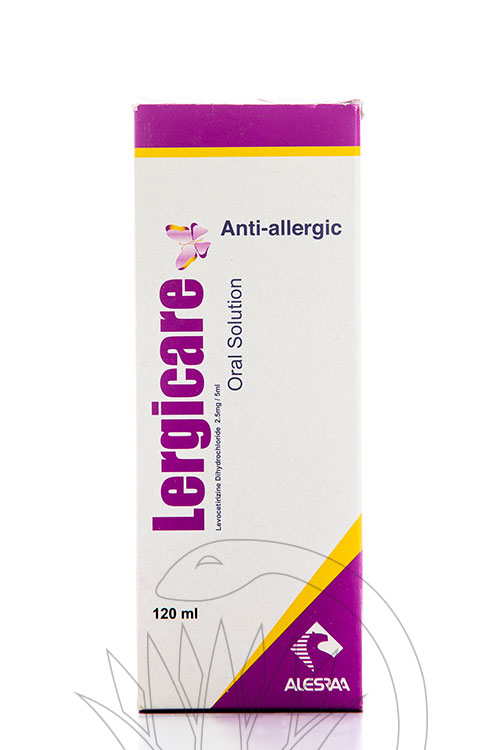 Anti-allergic
Lergicare
Oral Solution
Levocetirizine Dihydrochloride 2.5mg / 5ml
120 ml
ALESRAA